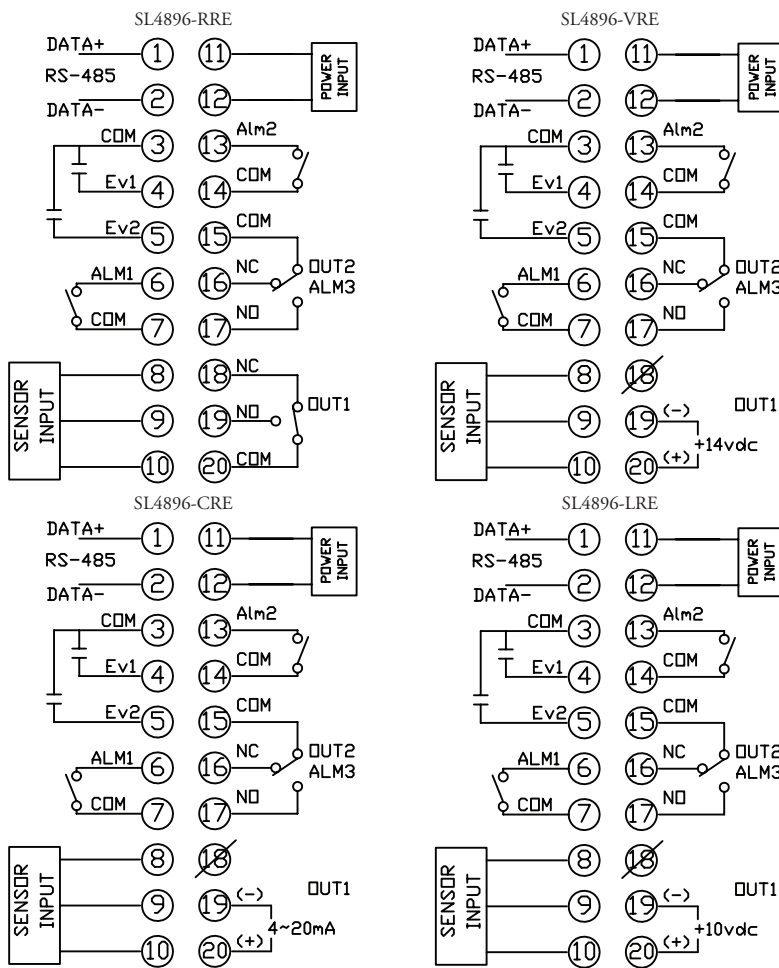 SL4896-RRE
DATA+ 1 11
RS-485
POWER INPUT
DATA- 2 12
COM 3 13 Alm2
Ev1 4 14 COM
Ev2 5 15 COM
ALM1 6 16 NC OUT2
ALM3
COM 7 17 NO
SENSOR INPUT
8 18 NC
9 19 NO OUT1
10 20 COM
SL4896-VRE
DATA+ 1 11
RS-485
POWER INPUT
DATA- 2 12
COM 3 13 Alm2
Ev1 4 14 COM
Ev2 5 15 COM
ALM1 6 16 NC OUT2
ALM3
COM 7 17 NO
SENSOR INPUT
8 18
OUT1
9 19 (-)
+14vdc
10 20 (+)
SL4896-CRE
DATA+ 1 11
RS-485
POWER INPUT
DATA- 2 12
COM 3 13 Alm2
Ev1 4 14 COM
Ev2 5 15 COM
ALM1 6 16 NC OUT2
ALM3
COM 7 17 NO
SENSOR INPUT
8 18
OUT1
9 19 (-)
4~20mA
10 20 (+)
SL4896-LRE
DATA+ 1 11
RS-485
POWER INPUT
DATA- 2 12
COM 3 13 Alm2
Ev1 4 14 COM
Ev2 5 15 COM
ALM1 6 16 NC OUT2
ALM3
COM 7 17 NO
SENSOR INPUT
8 18
OUT1
9 19 (-)
+10vdc
10 20 (+)